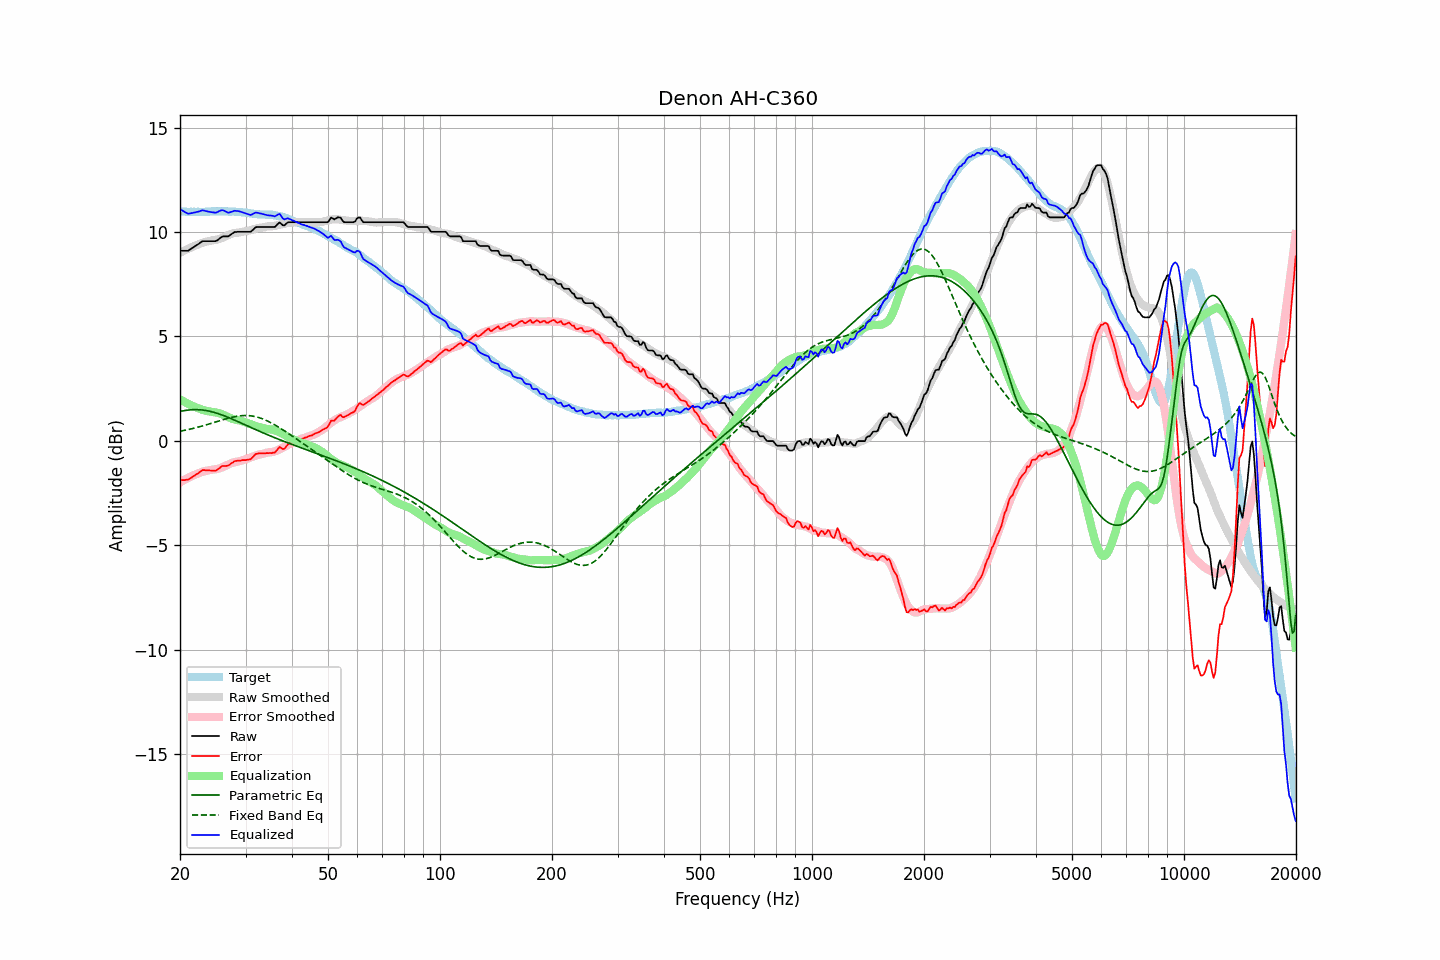 Denon AH-C360
15
10
5
0
−5
−10
−15
Amplitude (dBr)
Target
Raw Smoothed
Error Smoothed
Raw
Error
Equalization
Parametric Eq
Fixed Band Eq
Equalized
20 50 100 200 500 1000 2000 5000 10000 20000
Frequency (Hz)